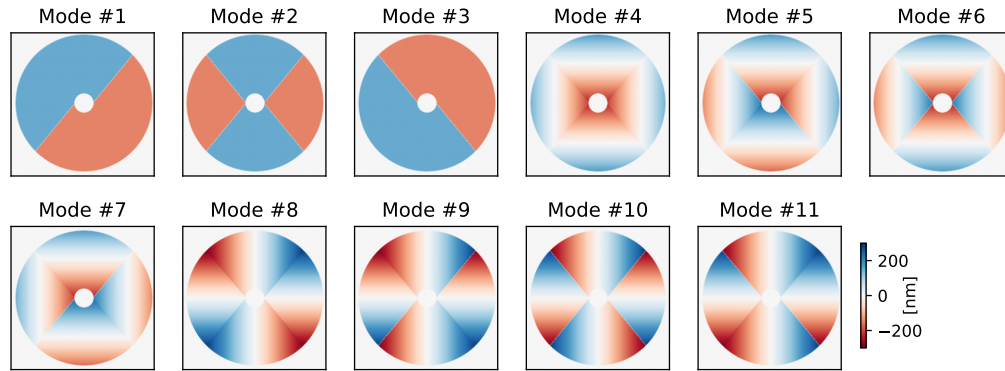 Mode #1
Mode #2
Mode #3
Mode #4
Mode #5
Mode #6
Mode #7
Mode #8
Mode #9
Mode #10
Mode #11
200
0
−200
[nm]